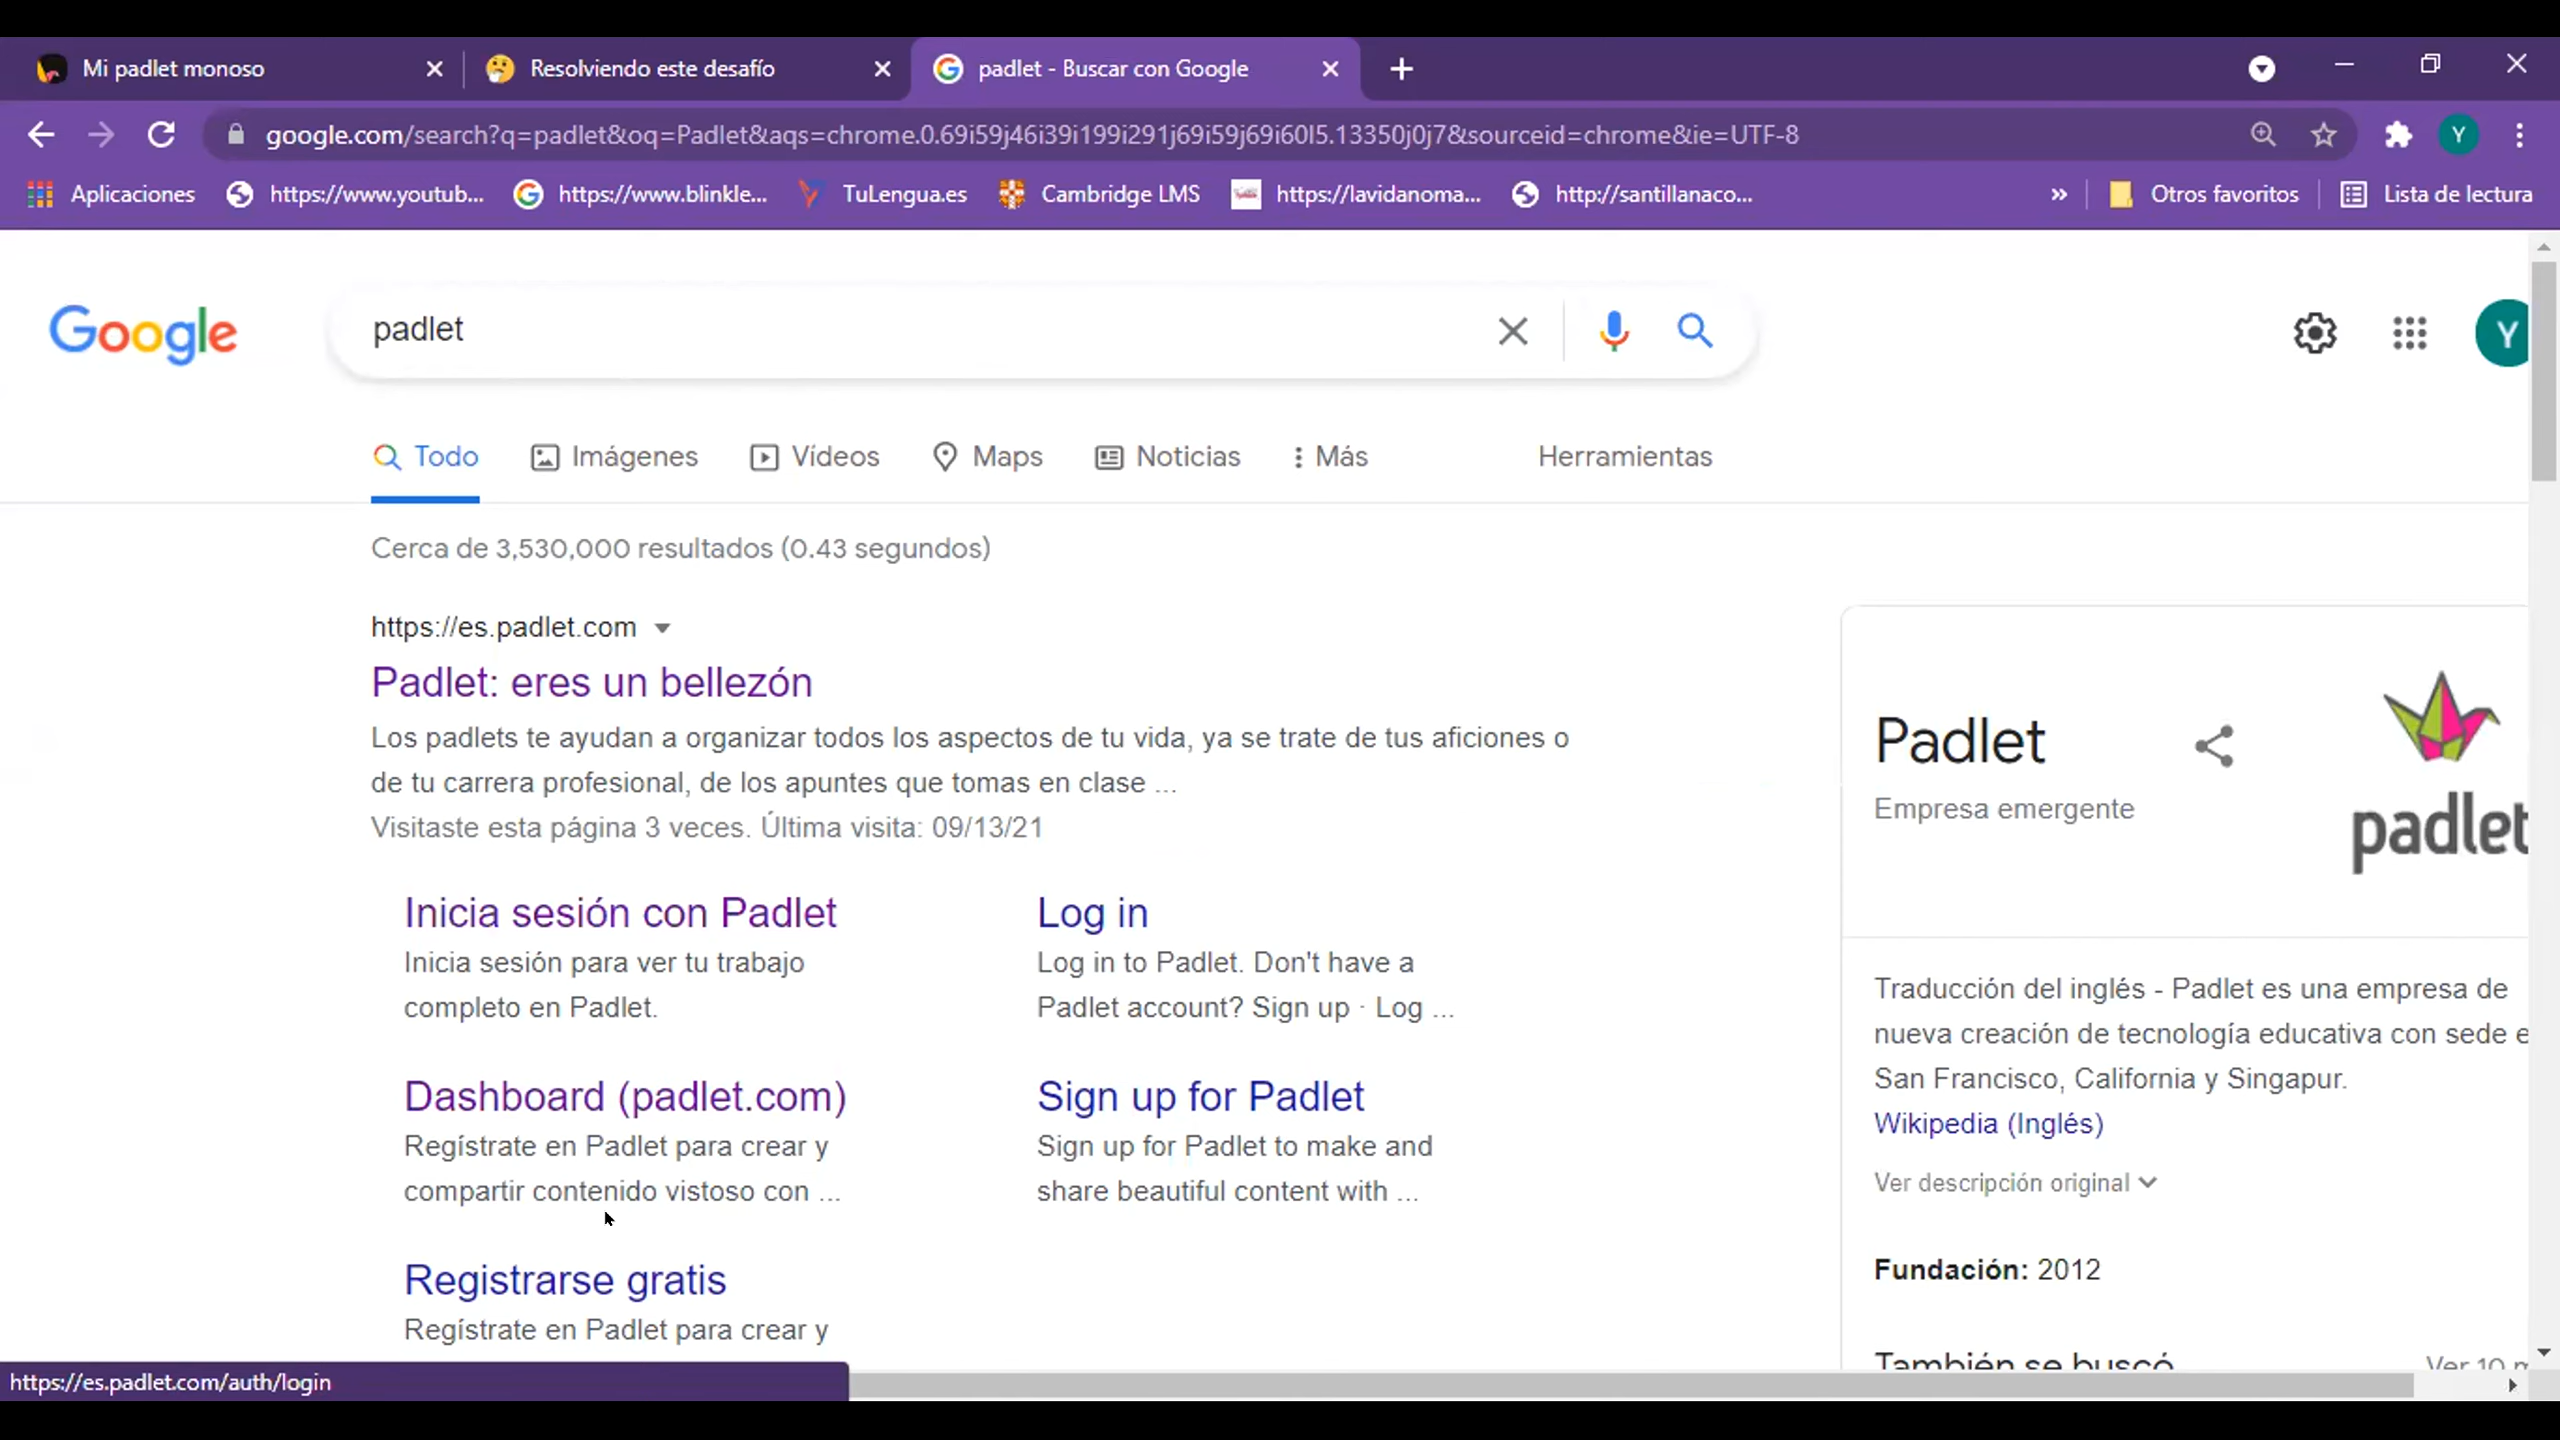 Mi padlet monoso
Resolviendo este desafío
padlet - Buscar con Google
google.com/search?q=padlet&oq=Padlet&aqs=chrome.0.69i59j46i39i199i291j69i59j69i60l5.13350j0j7&sourceid=chrome&ie=UTF-8
Y
Aplicaciones
https://www.youtub...
https://www.blinkle...
TuLengua.es
Cambridge LMS
https://lavidanoma...
http://santillanaco...
»
Otros favoritos
Lista de lectura
Google
padlet
Y
Todo
Imágenes
Vídeos
Maps
Noticias
Más
Herramientas
Cerca de 3,530,000 resultados (0.43 segundos)
https://es.padlet.com
Padlet: eres un bellezón
Los padlets te ayudan a organizar todos los aspectos de tu vida, ya se trate de tus aficiones o
de tu carrera profesional, de los apuntes que tomas en clase ...
Visitaste esta página 3 veces. Última visita: 09/13/21
Inicia sesión con Padlet
Inicia sesión para ver tu trabajo
completo en Padlet.
Log in
Log in to Padlet. Don't have a
Padlet account? Sign up · Log ...
Dashboard (padlet.com)
Regístrate en Padlet para crear y
compartir contenido vistoso con ...
Sign up for Padlet
Sign up for Padlet to make and
share beautiful content with ...
Registrarse gratis
Regístrate en Padlet para crear y
Padlet
Empresa emergente
padlet
Traducción del inglés - Padlet es una empresa de
nueva creación de tecnología educativa con sede e
San Francisco, California y Singapur.
Wikipedia (Inglés)
Ver descripción original
Fundación: 2012
También se buscó
Ver 10 m
https://es.padlet.com/auth/login